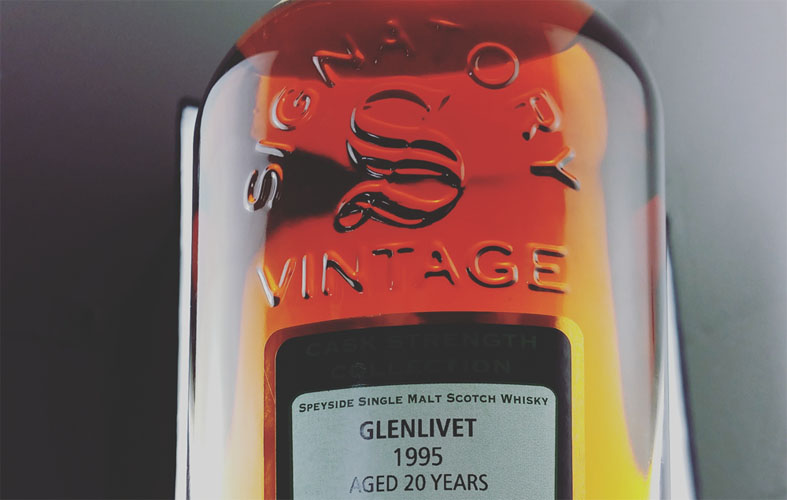 SIGNATORY
S
VINTAGE
CASK STRENGTH
COLLECTION
SPEYSIDE SINGLE MALT SCOTCH WHISKY
GLENLIVET
1995
AGED 20 YEARS